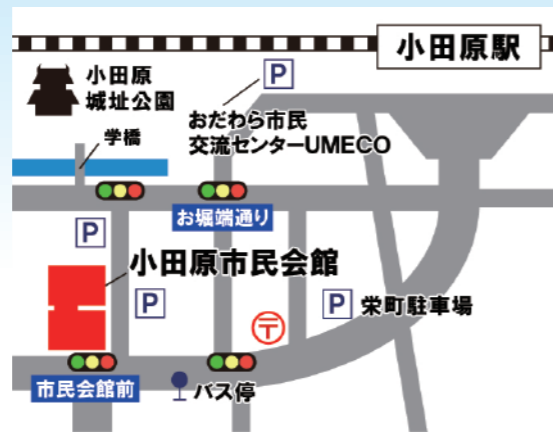 小田原駅
P
小田原
城址公園
おだわら市民
交流センターUMECO
学橋
お堀端通り
P
小田原市民会館
P
〒
P 栄町駐車場
市民会館前
バス停